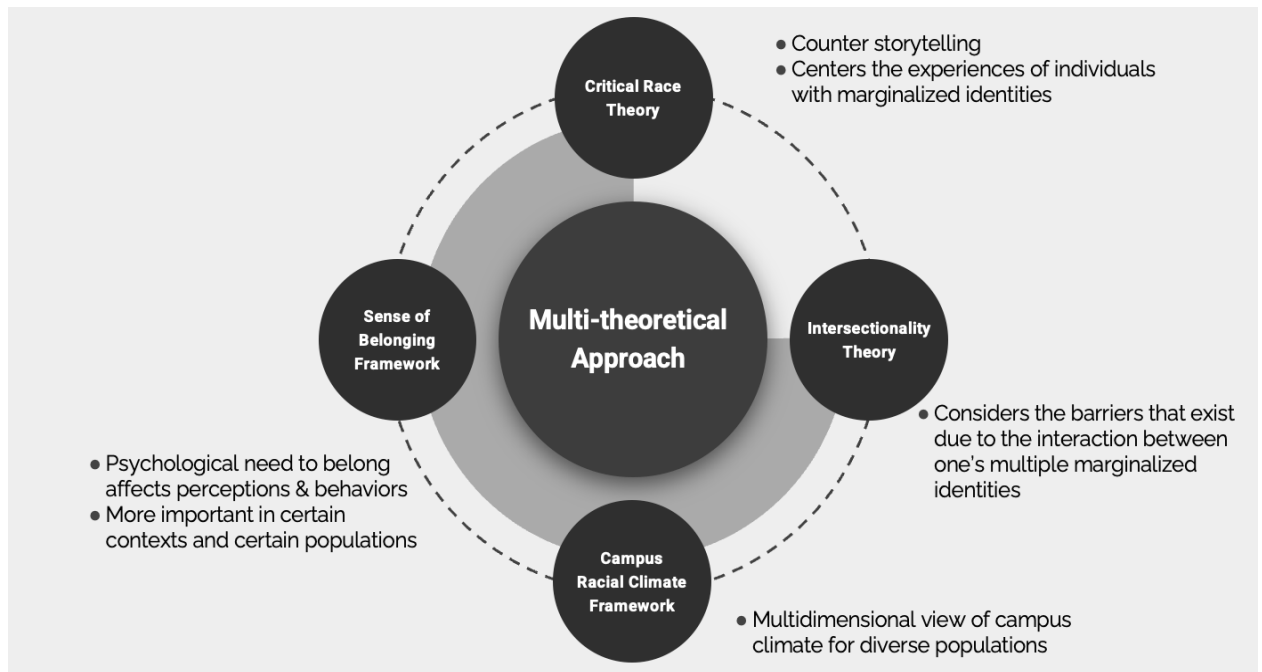 Critical Race
Theory
● Counter storytelling
● Centers the experiences of individuals
with marginalized identities
Multi-theoretical
Approach
Intersectionality
Theory
● Considers the barriers that exist
due to the interaction between
one's multiple marginalized
identities
Campus
Racial Climate
Framework
● Multidimensional view of campus
climate for diverse populations
Sense of
Belonging
Framework
● Psychological need to belong
affects perceptions & behaviors
● More important in certain
contexts and certain populations